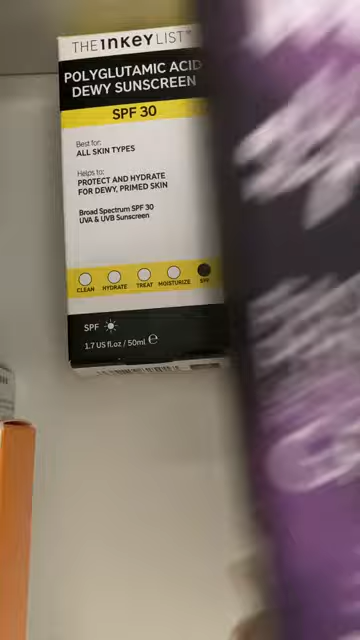 THE INKEY LIST™
POLYGLUTAMIC ACID
DEWY SUNSCREEN
SPF 30
Best for:
ALL SKIN TYPES
Helps to:
PROTECT AND HYDRATE
FOR DEWY, PRIMED SKIN
Broad Spectrum SPF 30
UVA & UVB Sunscreen
CLEAN HYDRATE TREAT MOISTURIZE SPF
SPF
1.7 US fl.oz / 50ml ℮